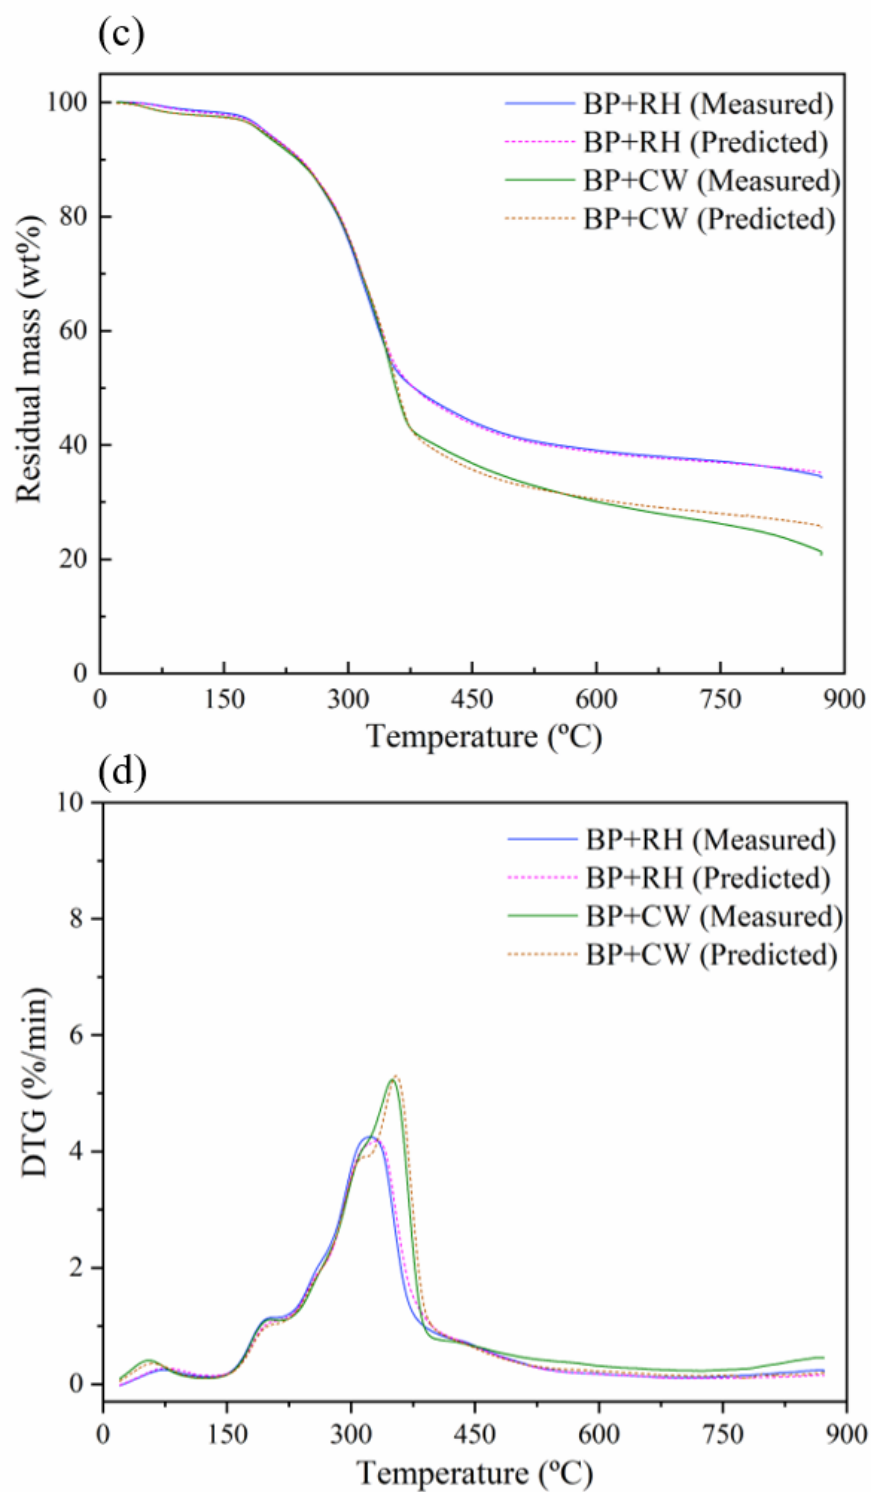 (c)
BP+RH (Measured)
BP+RH (Predicted)
BP+CW (Measured)
BP+CW (Predicted)
100
80
60
40
20
0
Residual mass (wt%)
0 150 300 450 600 750 900
Temperature (ºC)
(d)
BP+RH (Measured)
BP+RH (Predicted)
BP+CW (Measured)
BP+CW (Predicted)
10
8
6
4
2
0
DTG (%/min)
0 150 300 450 600 750 900
Temperature (ºC)